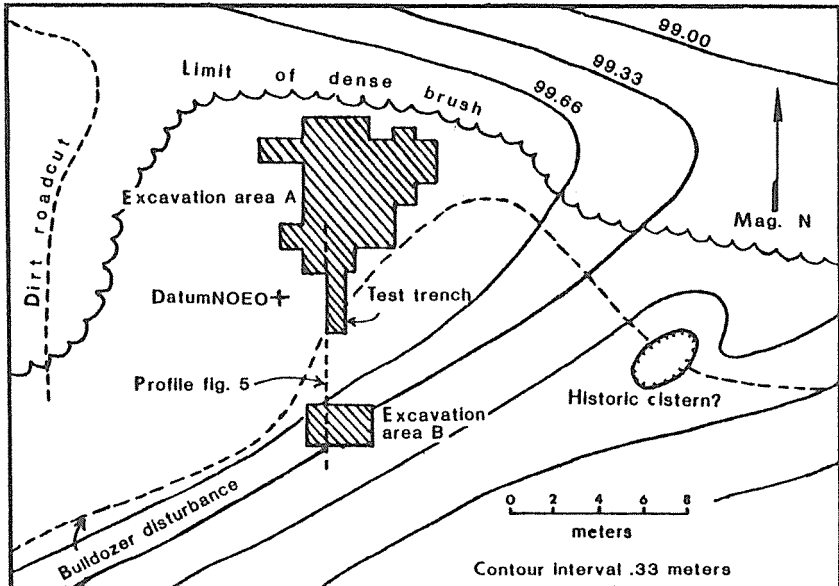 99.00
99.33
99.66
Limit of dense brush
Mag. N
Dirt roadcut
Excavation area A
DatumNOEO
Test trench
Profile fig. 5
Historic cistern?
Excavation
area B
Bulldozer disturbance
0 2 4 6 8
meters
Contour interval .33 meters